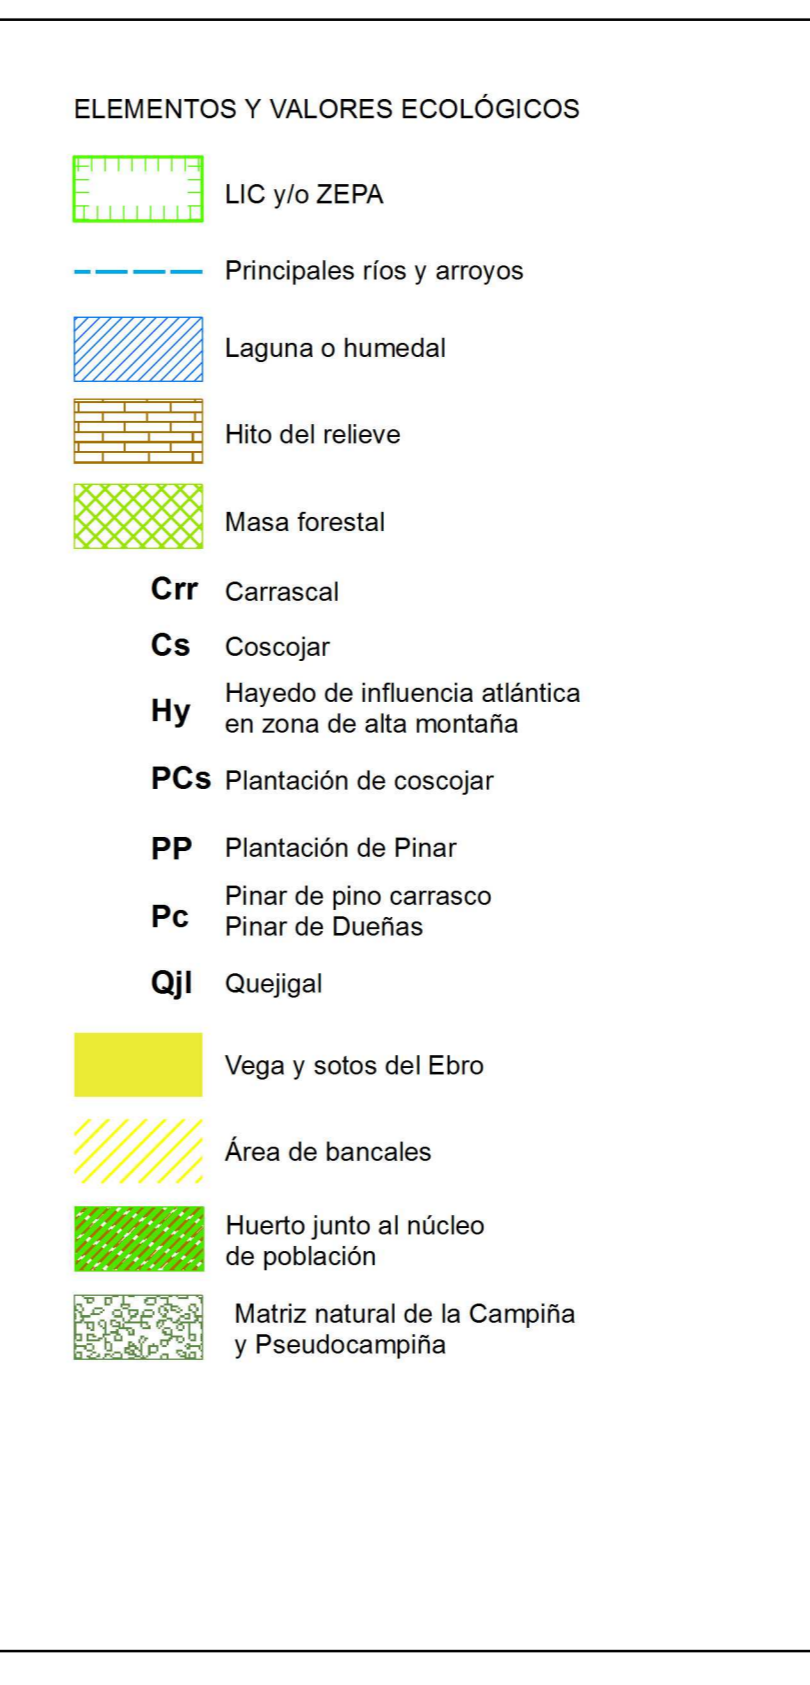 ELEMENTOS Y VALORES ECOLÓGICOS
LIC y/o ZEPA
Principales ríos y arroyos
Laguna o humedal
Hito del relieve
Masa forestal
Crr Carrascal
Cs Coscojar
Hy Hayedo de influencia atlántica
en zona de alta montaña
PCs Plantación de coscojar
PP Plantación de Pinar
Pc Pinar de pino carrasco
Pinar de Dueñas
Qjl Quejigal
Vega y sotos del Ebro
Área de bancales
Huerto junto al núcleo
de población
Matriz natural de la Campiña
y Pseudocampiña